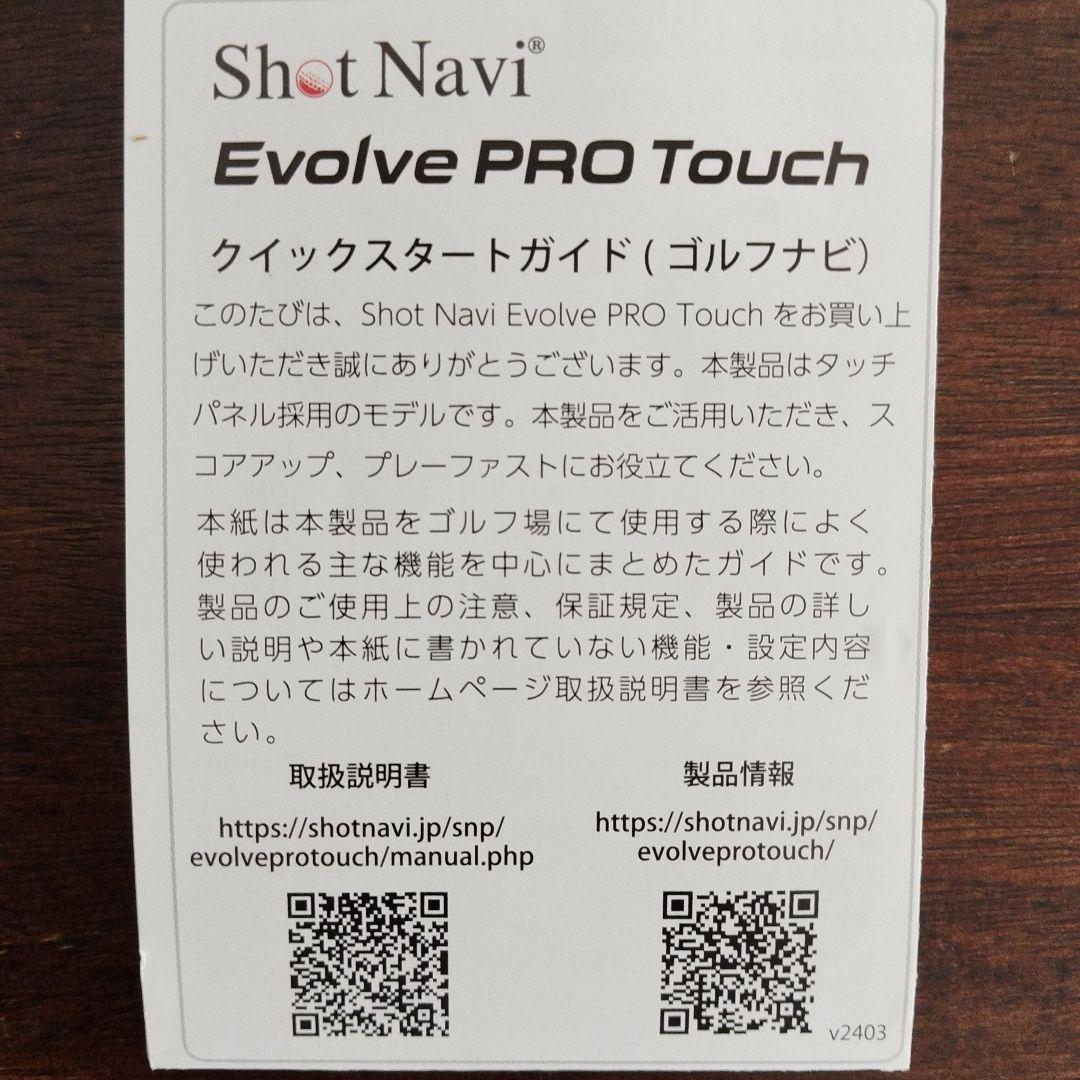 Shot Navi®
Evolve PRO Touch
クイックスタートガイド(ゴルフナビ)
このたびは、Shot Navi Evolve PRO Touch をお買い上
げいただき誠にありがとうございます。本製品はタッチ
パネル採用のモデルです。本製品をご活用いただき、ス
コアアップ、プレーファストにお役立てください。
本紙は本製品をゴルフ場にて使用する際によく
使われる主な機能を中心にまとめたガイドです。
製品のご使用上の注意、保証規定、製品の詳し
い説明や本紙に書かれていない機能・設定内容
についてはホームページ取扱説明書を参照くだ
さい。
取扱説明書
https://shotnavi.jp/snp/
evolveprotouch/manual.php
製品情報
https://shotnavi.jp/snp/
evolveprotouch/
v2403